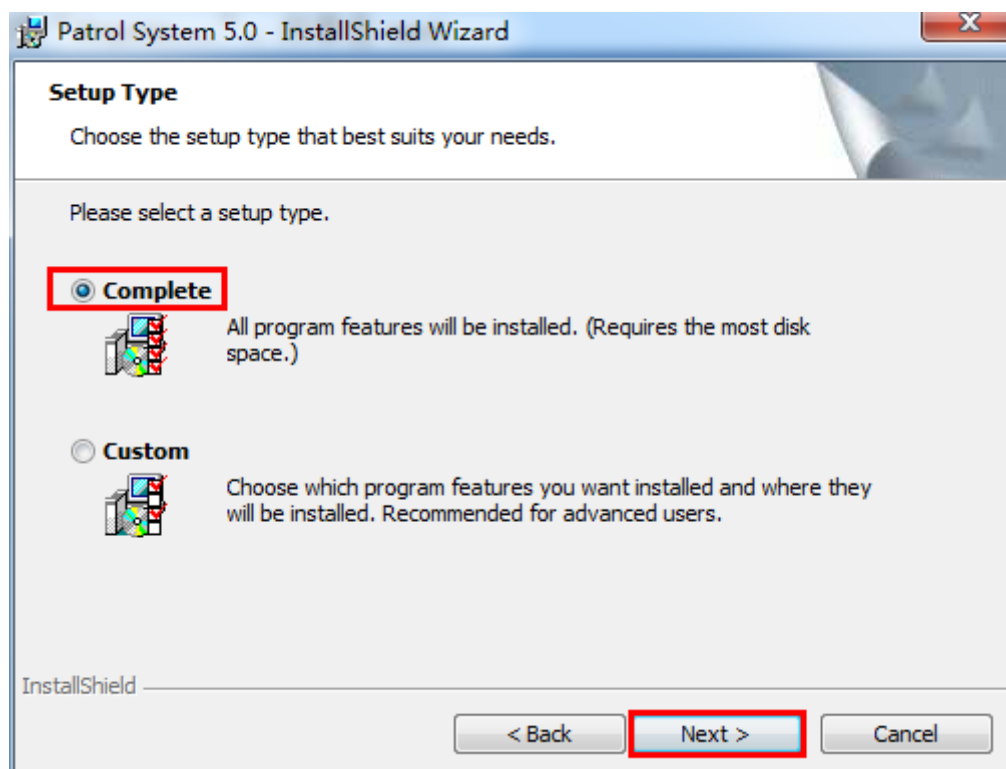 Patrol System 5.0 - InstallShield Wizard
Setup Type
Choose the setup type that best suits your needs.
Please select a setup type.
Complete
All program features will be installed. (Requires the most disk
space.)
Custom
Choose which program features you want installed and where they
will be installed. Recommended for advanced users.
InstallShield
< Back Next > Cancel